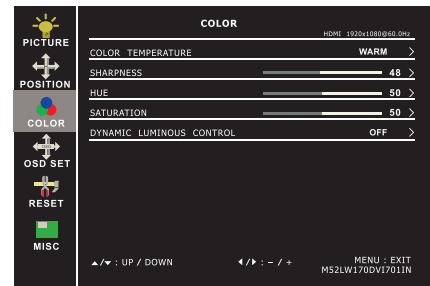 COLOR
HDMI 1920x1080@60.0Hz
PICTURE
COLOR TEMPERATURE WARM >
SHARPNESS 48 >
POSITION
HUE 50 >
SATURATION 50 >
COLOR
DYNAMIC LUMINOUS CONTROL OFF >
OSD SET
RESET
MISC
▲/▼ : UP / DOWN ◀/▶ : – / + MENU : EXIT
M52LW170DVI701IN